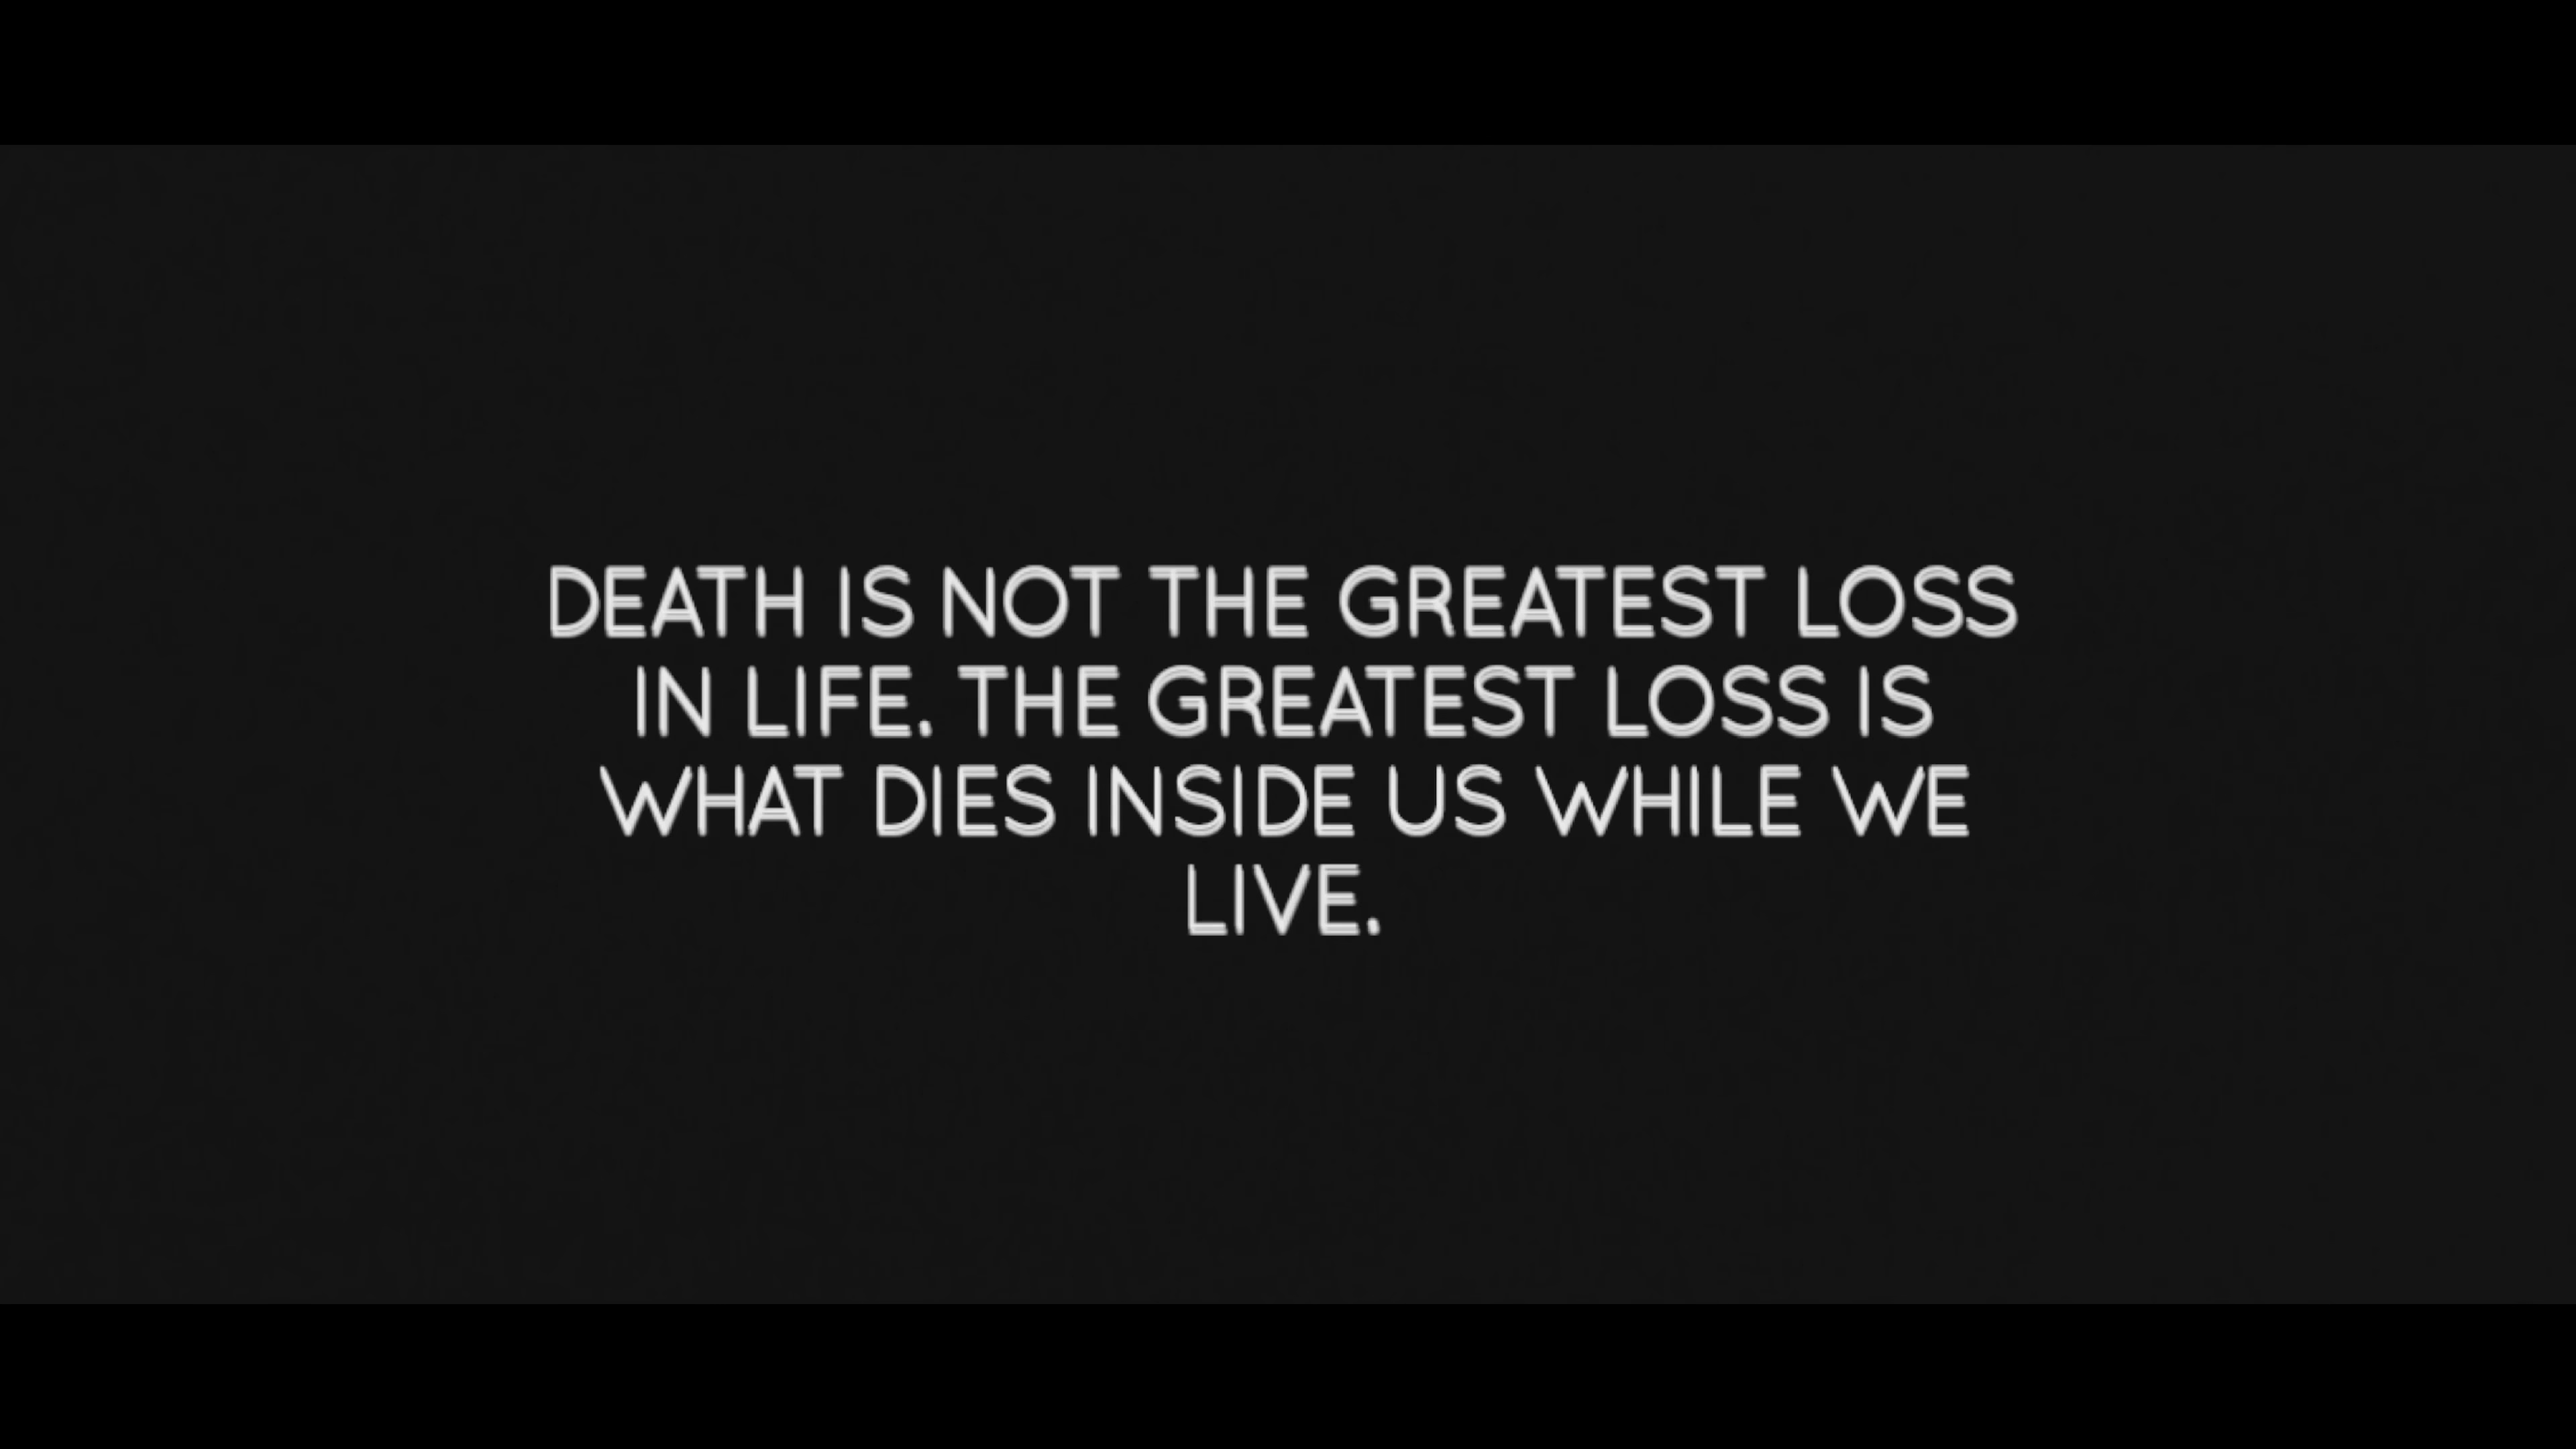 DEATH IS NOT THE GREATEST LOSS
IN LIFE. THE GREATEST LOSS IS
WHAT DIES INSIDE US WHILE WE
LIVE.